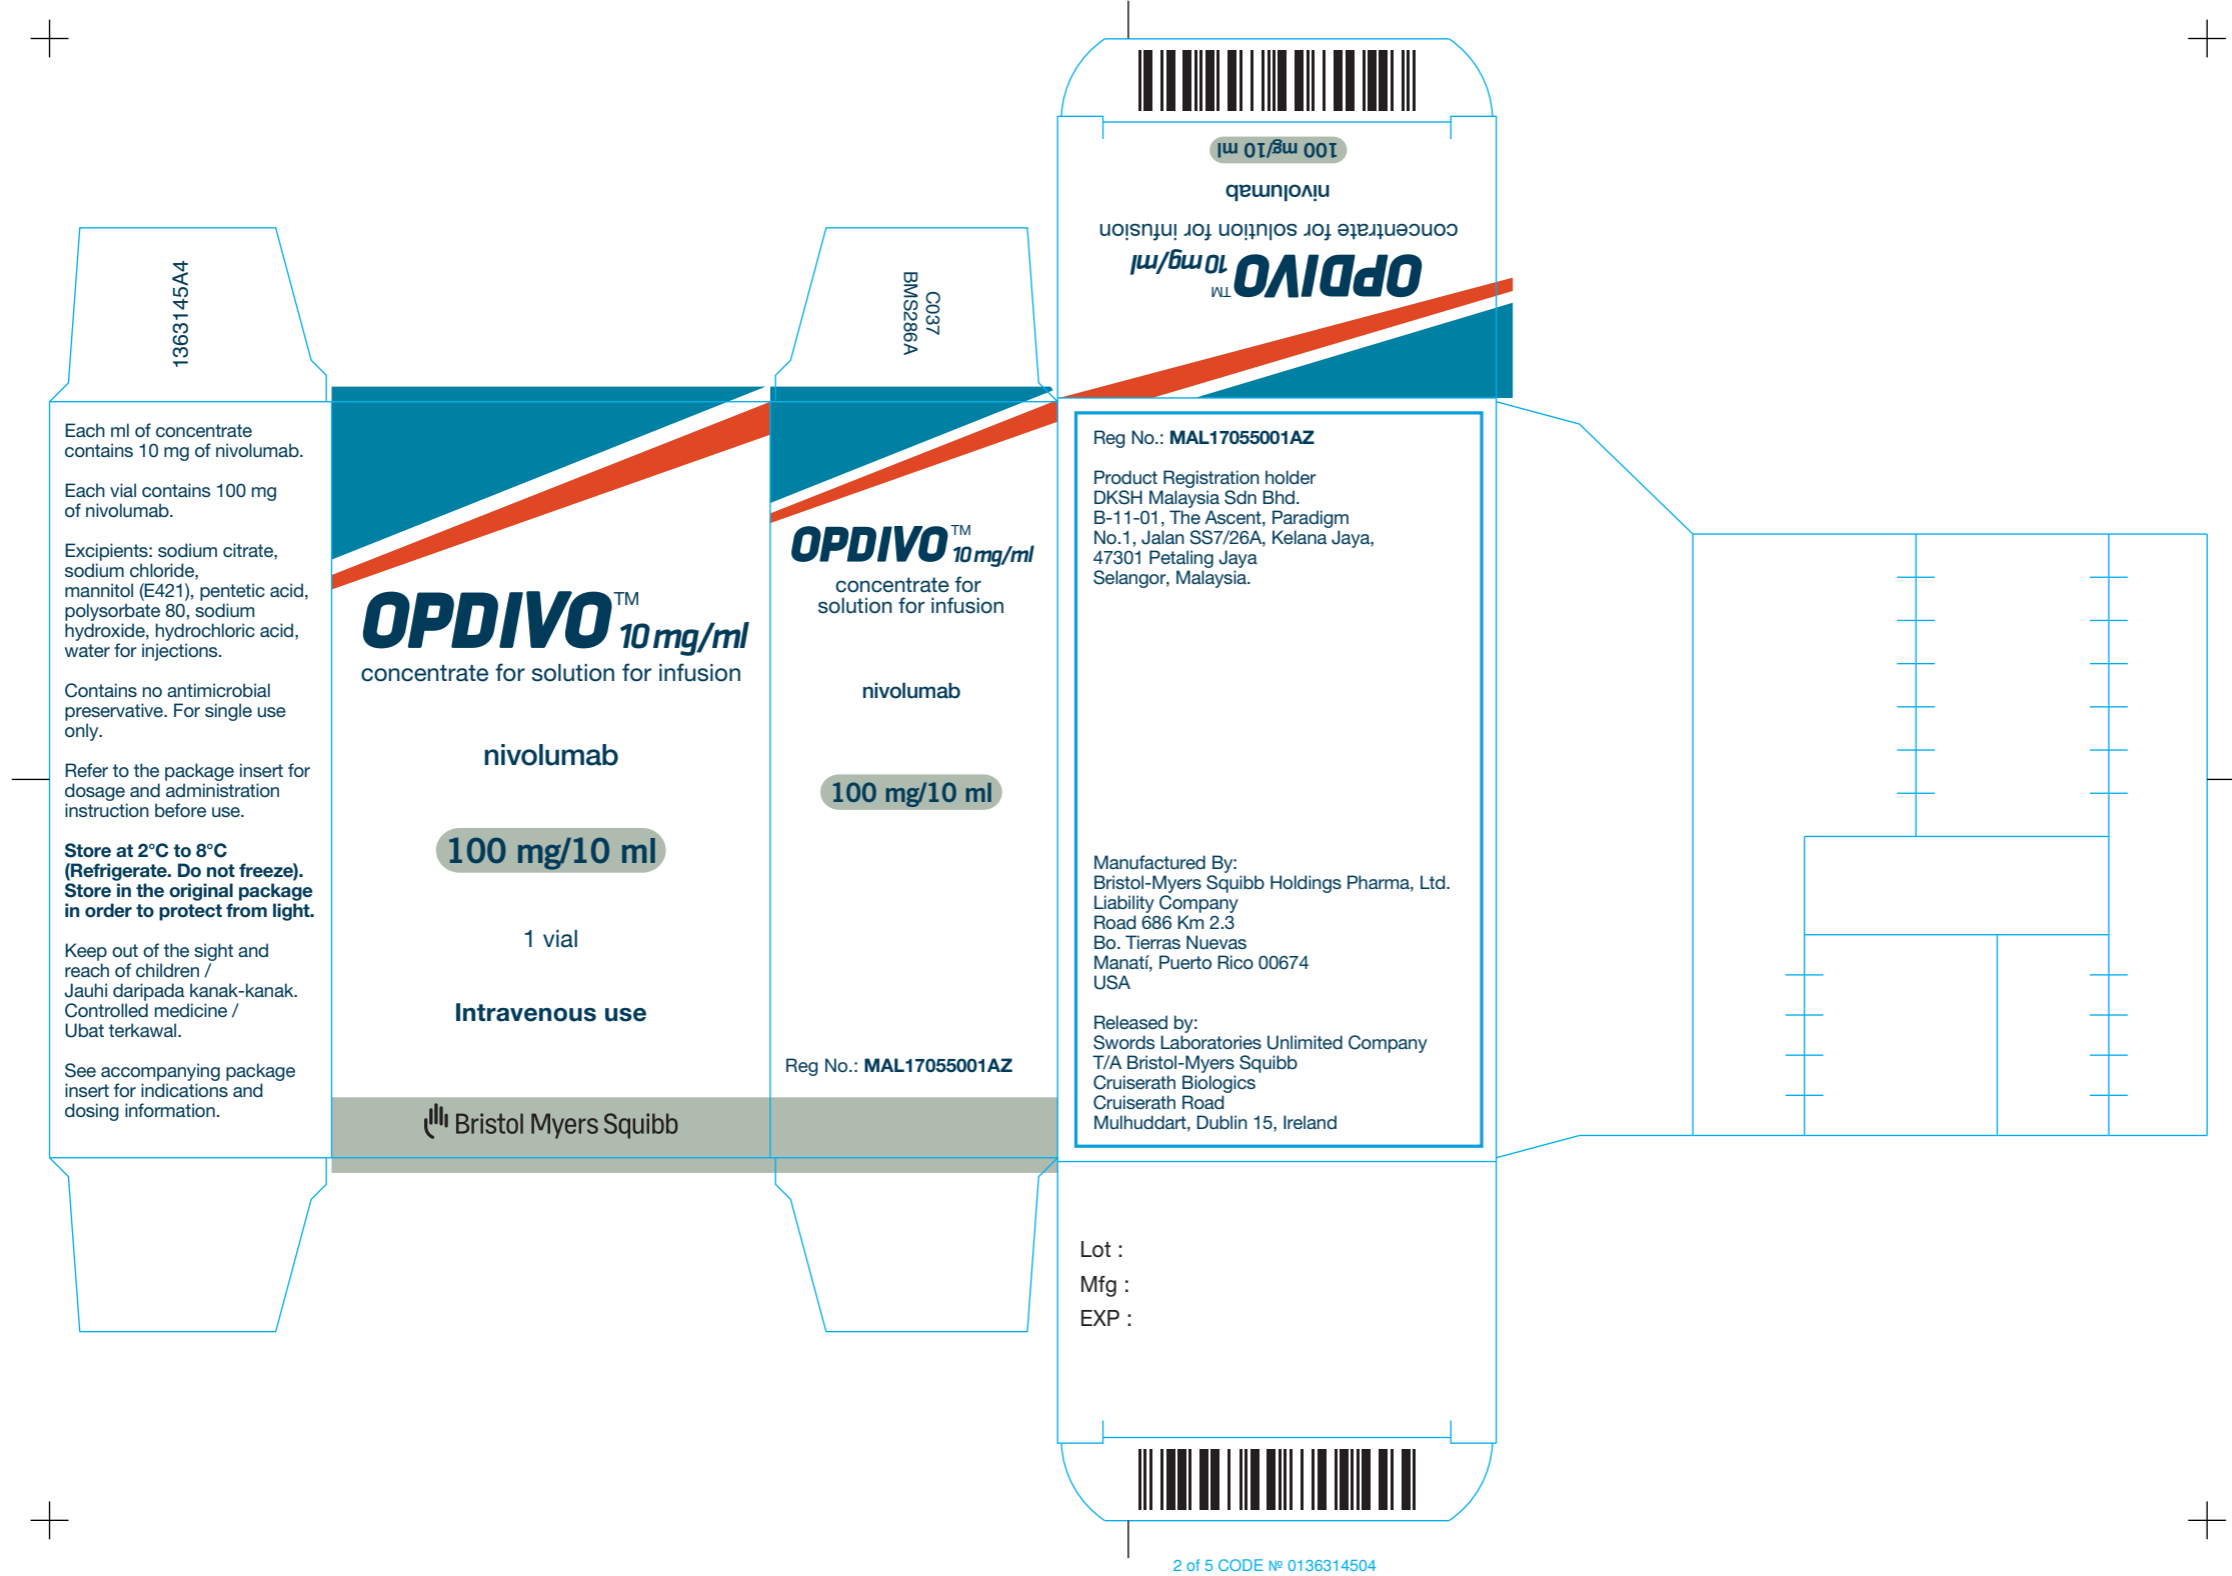 100 mg/10 ml
nivolumab
concentrate for solution for infusion
OPDIVO™ 10 mg/ml
1363145A4
C037
BMS286A
Each ml of concentrate
contains 10 mg of nivolumab.
Each vial contains 100 mg
of nivolumab.
Excipients: sodium citrate,
sodium chloride,
mannitol (E421), pentetic acid,
polysorbate 80, sodium
hydroxide, hydrochloric acid,
water for injections.
Contains no antimicrobial
preservative. For single use
only.
Refer to the package insert for
dosage and administration
instruction before use.
Store at 2°C to 8°C
(Refrigerate. Do not freeze).
Store in the original package
in order to protect from light.
Keep out of the sight and
reach of children /
Jauhi daripada kanak-kanak.
Controlled medicine /
Ubat terkawal.
See accompanying package
insert for indications and
dosing information.
OPDIVO™ 10 mg/ml
concentrate for solution for infusion
nivolumab
100 mg/10 ml
1 vial
Intravenous use
Bristol Myers Squibb
OPDIVO™ 10 mg/ml
concentrate for
solution for infusion
nivolumab
100 mg/10 ml
Reg No.: MAL17055001AZ
Reg No.: MAL17055001AZ
Product Registration holder
DKSH Malaysia Sdn Bhd.
B-11-01, The Ascent, Paradigm
No.1, Jalan SS7/26A, Kelana Jaya,
47301 Petaling Jaya
Selangor, Malaysia.
Manufactured By:
Bristol-Myers Squibb Holdings Pharma, Ltd.
Liability Company
Road 686 Km 2.3
Bo. Tierras Nuevas
Manatí, Puerto Rico 00674
USA
Released by:
Swords Laboratories Unlimited Company
T/A Bristol-Myers Squibb
Cruiserath Biologics
Cruiserath Road
Mulhuddart, Dublin 15, Ireland
Lot :
Mfg :
EXP :
2 of 5 CODE № 0136314504